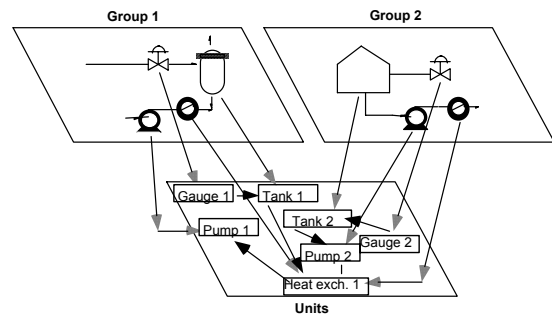 Group 1
Group 2
Gauge 1
Tank 1
Tank 2
Pump 1
Gauge 2
Pump 2
Heat exch. 1
Units